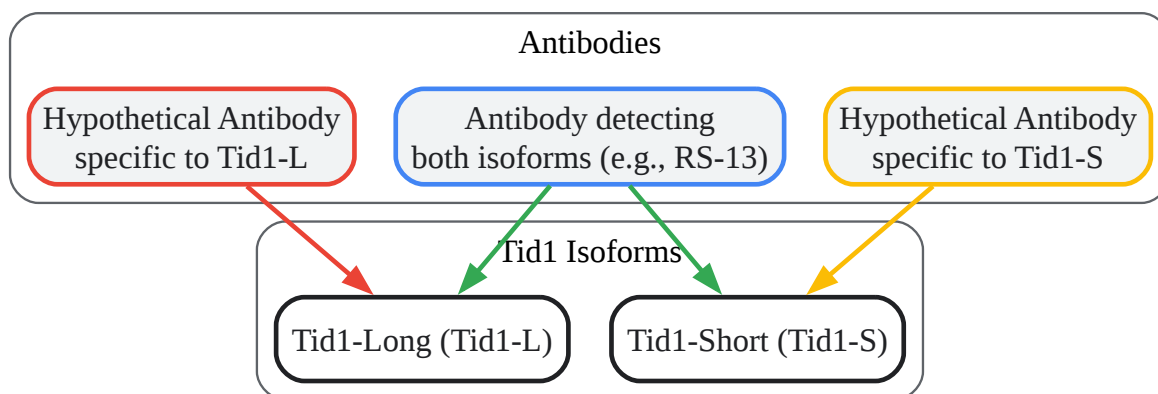 Antibodies
Hypothetical Antibody
specific to Tid1-L
Antibody detecting
both isoforms (e.g., RS-13)
Hypothetical Antibody
specific to Tid1-S
Tid1 Isoforms
Tid1-Long (Tid1-L)
Tid1-Short (Tid1-S)